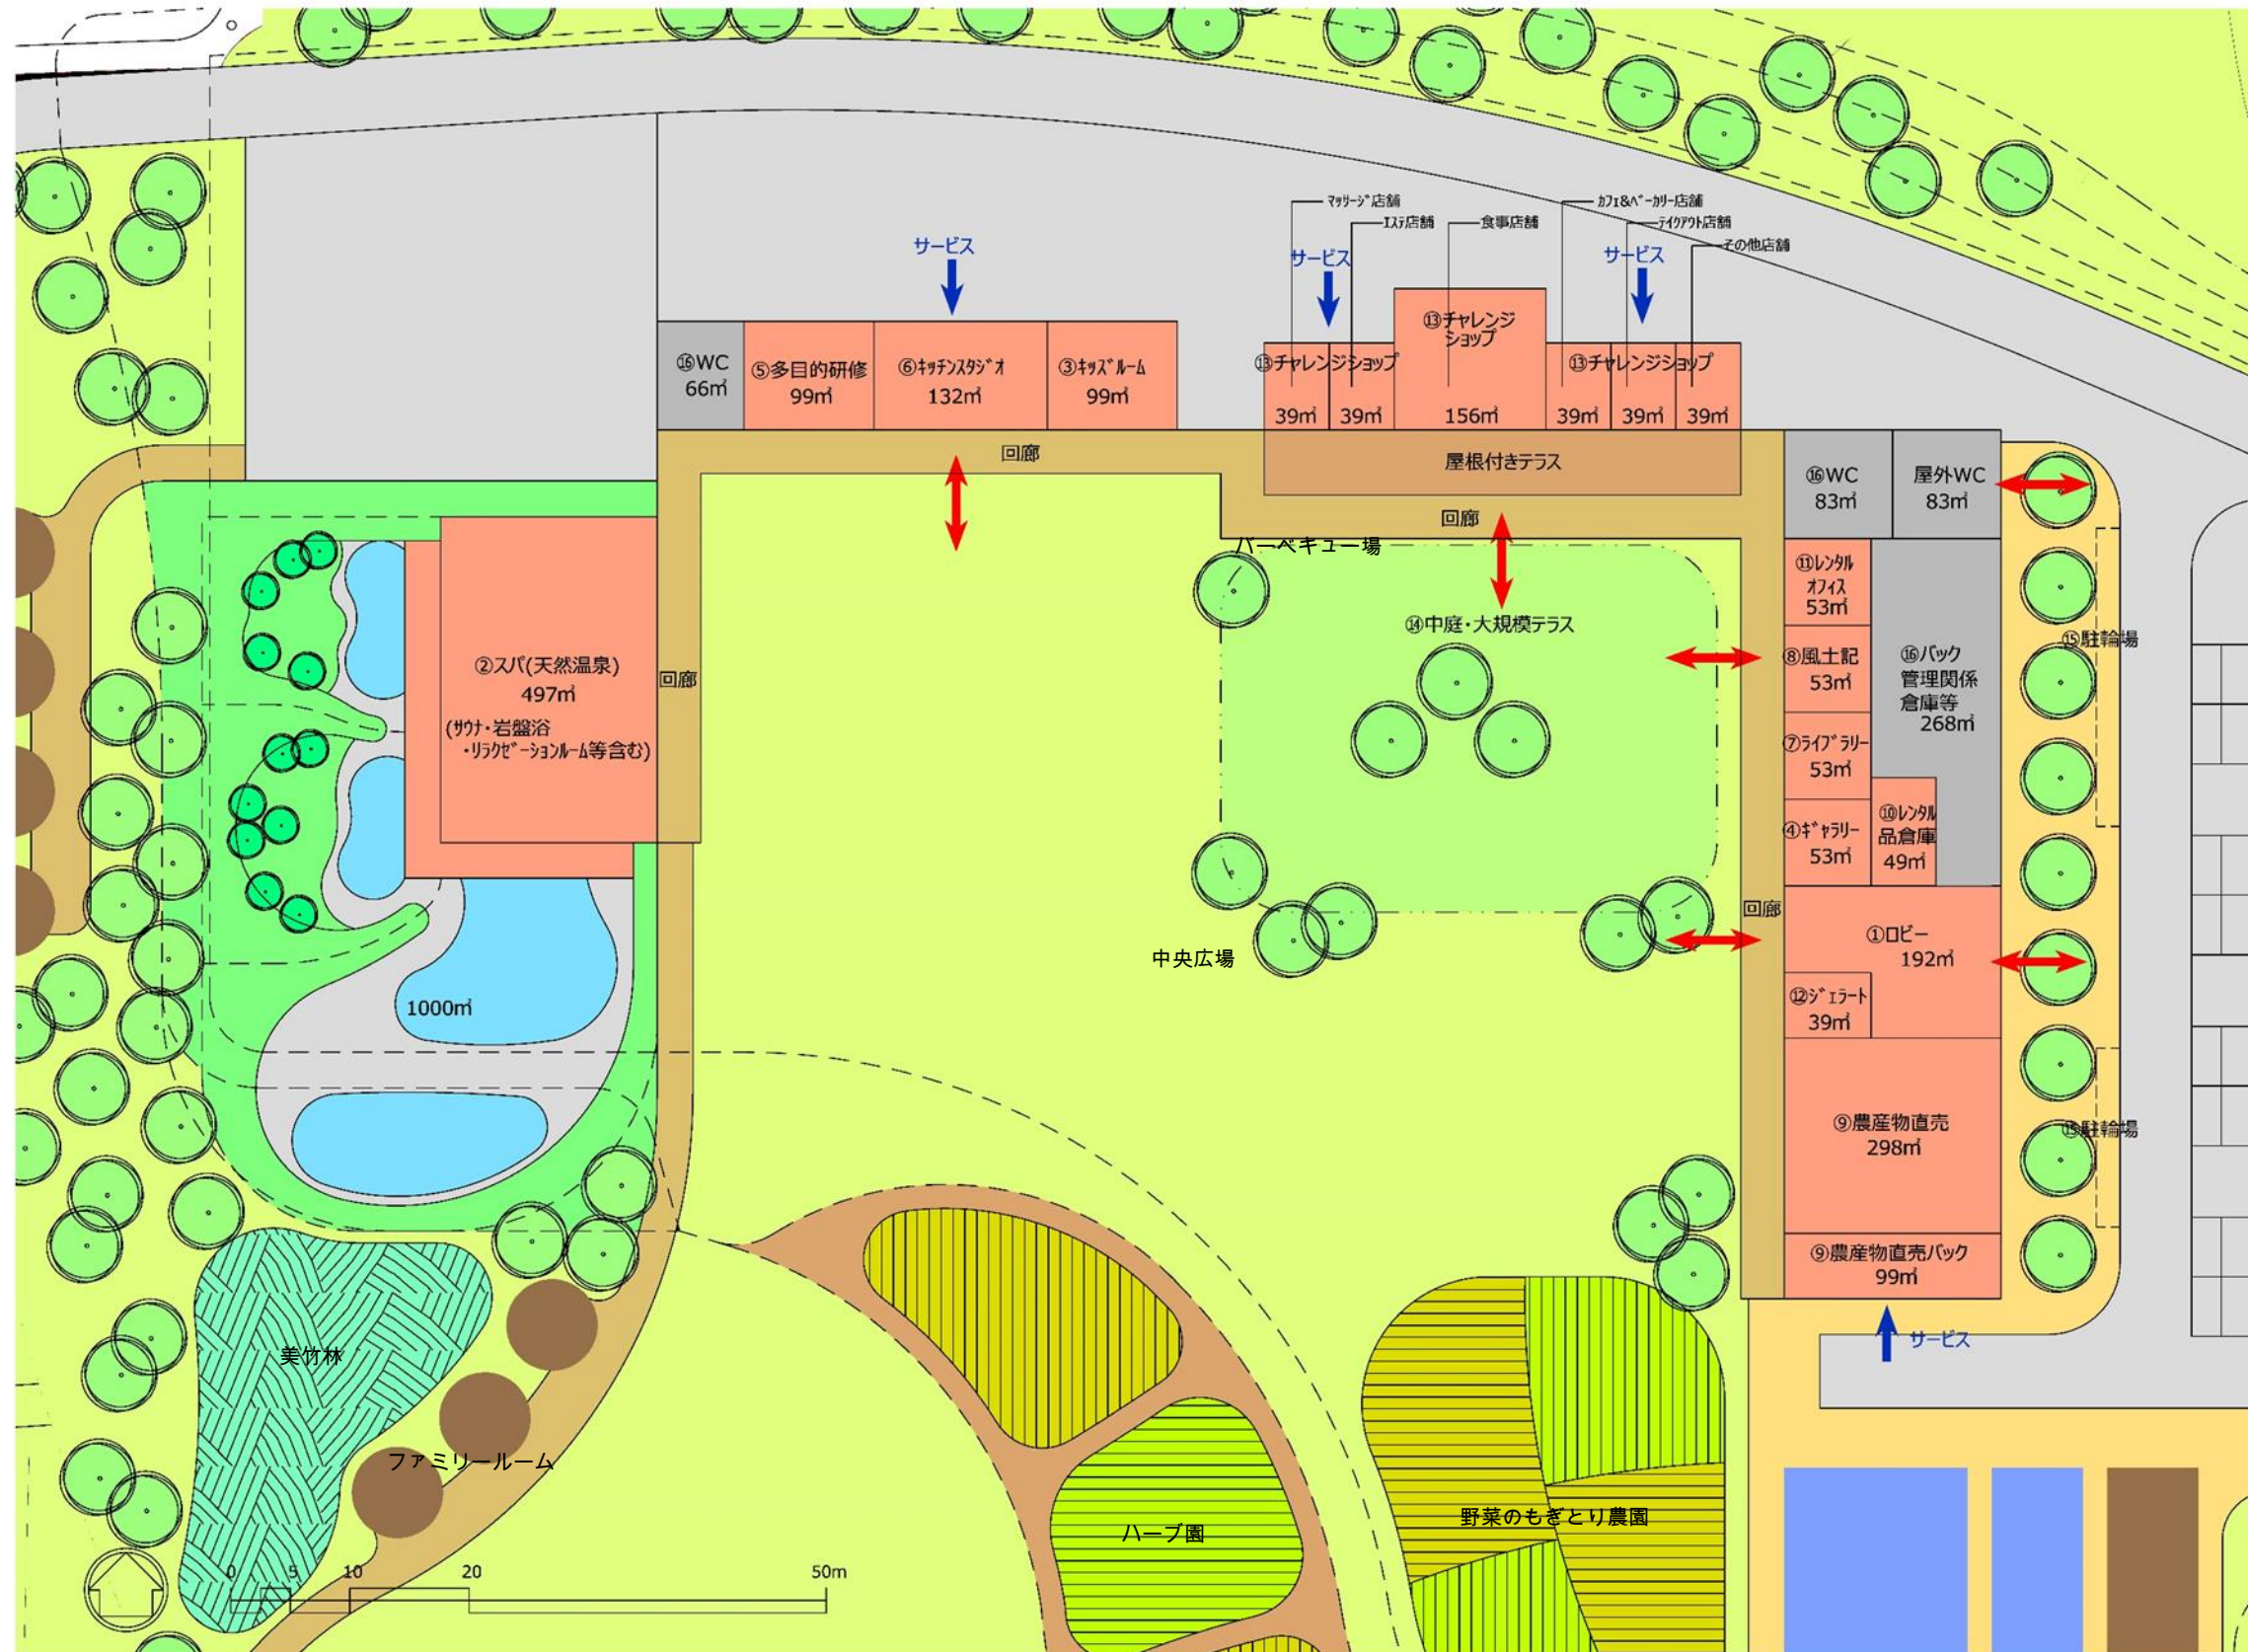 ﾏｯｻｰｼﾞ店舗
ｴｽﾃ店舗
食事店舗
ｶﾌｪ&ﾍﾞｰｶﾘｰ店舗
ﾃｲｸｱｳﾄ店舗
その他店舗
サービス
サービス
サービス
⑯WC
66㎡
⑤多目的研修
99㎡
⑥ｷｯﾁﾝｽﾀｼﾞｵ
132㎡
③ｷｯｽﾞﾙｰﾑ
99㎡
⑬チャレンジショップ
39㎡
39㎡
⑬チャレンジ
ショップ
156㎡
⑬チャレンジショップ
39㎡
39㎡
39㎡
回廊
屋根付きテラス
回廊
⑯WC
83㎡
屋外WC
83㎡
バーベキュー場
⑭中庭・大規模テラス
⑪レンタル
オフィス
53㎡
⑧風土記
53㎡
⑯バック
管理関係
倉庫等
268㎡
⑮駐輪場
②スパ(天然温泉)
497㎡
(ｻｳﾅ・岩盤浴
・ﾘﾗｸｾﾞｰｼｮﾝﾙｰﾑ等含む)
回廊
⑦ﾗｲﾌﾞﾗﾘｰ
53㎡
④ｷﾞｬﾗﾘｰ
53㎡
⑩ﾚﾝﾀﾙ
品倉庫
49㎡
回廊
①ロビー
192㎡
中央広場
⑫ｼﾞｪﾗｰﾄ
39㎡
1000㎡
⑨農産物直売
298㎡
⑮駐輪場
⑨農産物直売バック
99㎡
サービス
美竹林
ファミリールーム
ハーブ園
野菜のもぎとり農園
0 5 10 20 50m